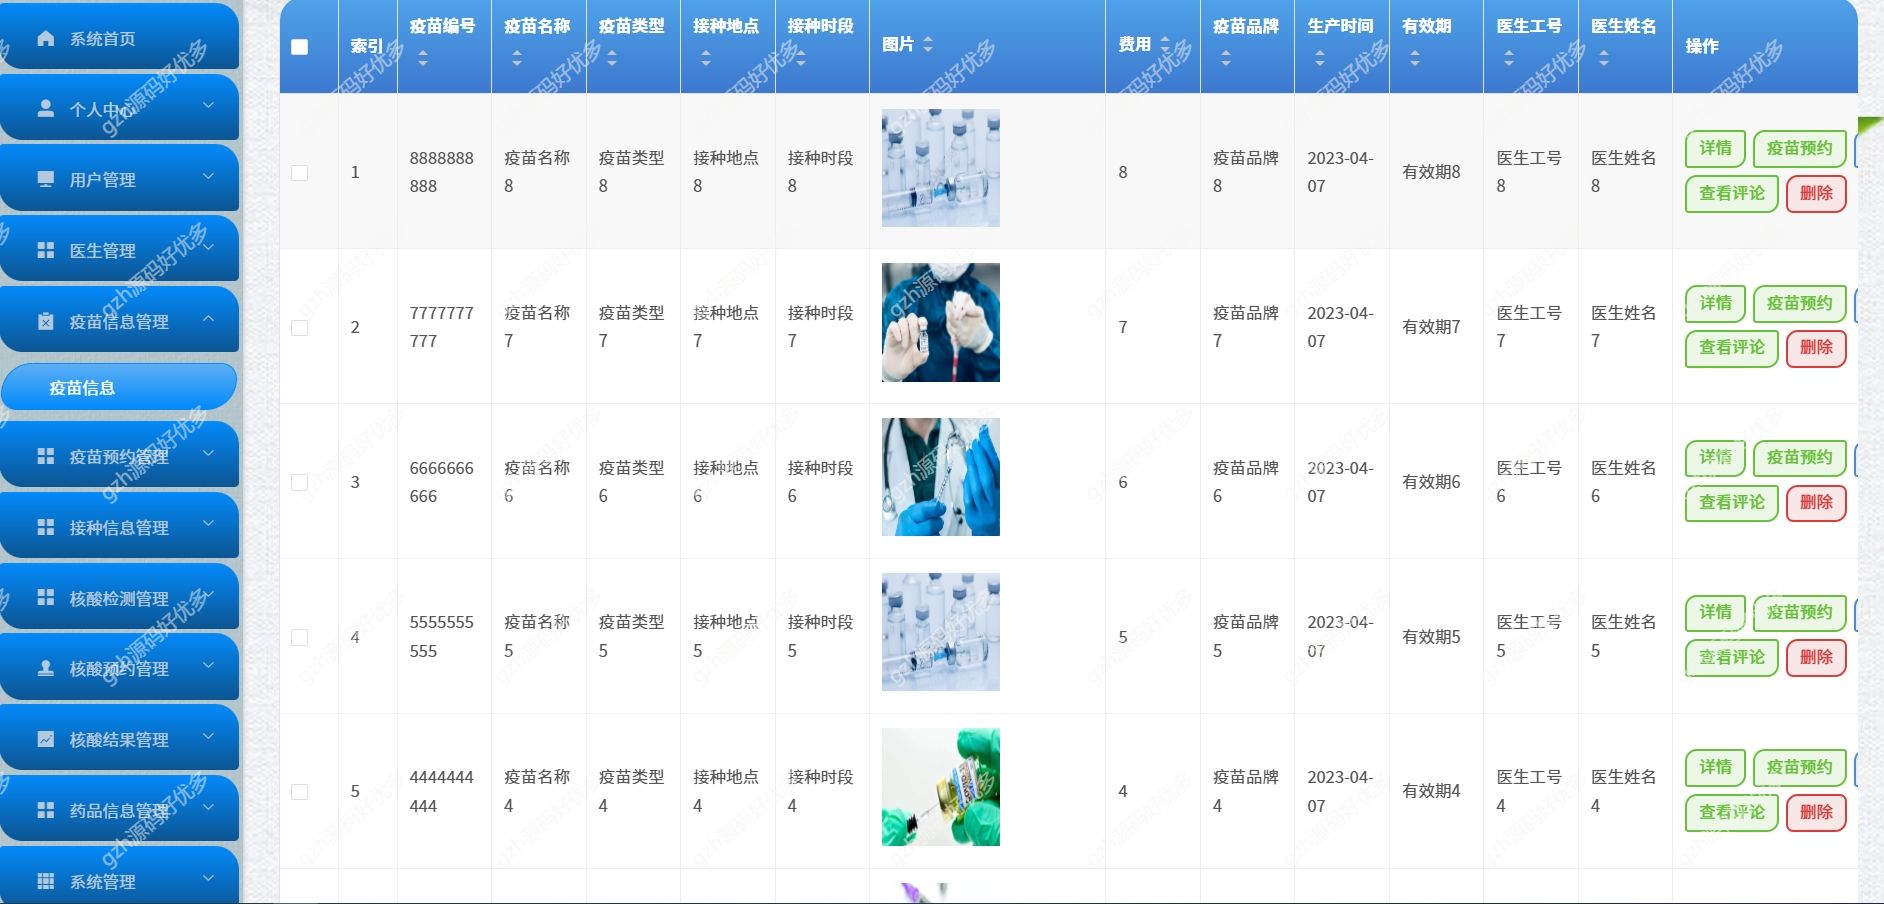 系统首页
个人中心
用户管理
医生管理
疫苗信息管理
疫苗信息
疫苗预约管理
接种信息管理
核酸检测管理
核酸预约管理
核酸结果管理
药品信息管理
系统管理
索引 疫苗编号 疫苗名称 疫苗类型 接种地点 接种时段 图片 费用 疫苗品牌 生产时间 有效期 医生工号 医生姓名 操作
1 8888888 疫苗名称 疫苗类型 接种地点 接种时段 8 疫苗品牌 2023-04- 有效期8 医生工号 医生姓名 详情 疫苗预约
888 8 8 8 8 8 07 8 8 查看评论 删除
2 7777777 疫苗名称 疫苗类型 接种地点 接种时段 7 疫苗品牌 2023-04- 有效期7 医生工号 医生姓名 详情 疫苗预约
777 7 7 7 7 7 07 7 7 查看评论 删除
3 6666666 疫苗名称 疫苗类型 接种地点 接种时段 6 疫苗品牌 2023-04- 有效期6 医生工号 医生姓名 详情 疫苗预约
666 6 6 6 6 6 07 6 6 查看评论 删除
4 5555555 疫苗名称 疫苗类型 接种地点 接种时段 5 疫苗品牌 2023-04- 有效期5 医生工号 医生姓名 详情 疫苗预约
555 5 5 5 5 5 07 5 5 查看评论 删除
5 4444444 疫苗名称 疫苗类型 接种地点 接种时段 4 疫苗品牌 2023-04- 有效期4 医生工号 医生姓名 详情 疫苗预约
444 4 4 4 4 4 07 4 4 查看评论 删除
gzh源码好优多